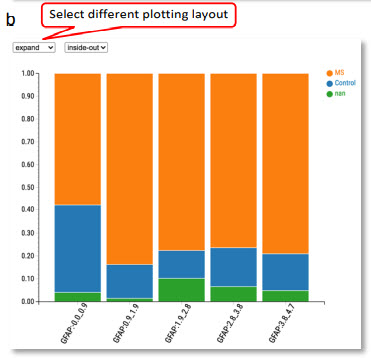 b
Select different plotting layout
expand
inside-out
MS
Control
nan
1.00
0.90
0.80
0.70
0.60
0.50
0.40
0.30
0.20
0.10
0.00
GFAP:-0.0_0.9
GFAP:0.9_1.9
GFAP:1.9_2.8
GFAP:2.8_3.8
GFAP:3.8_4.7